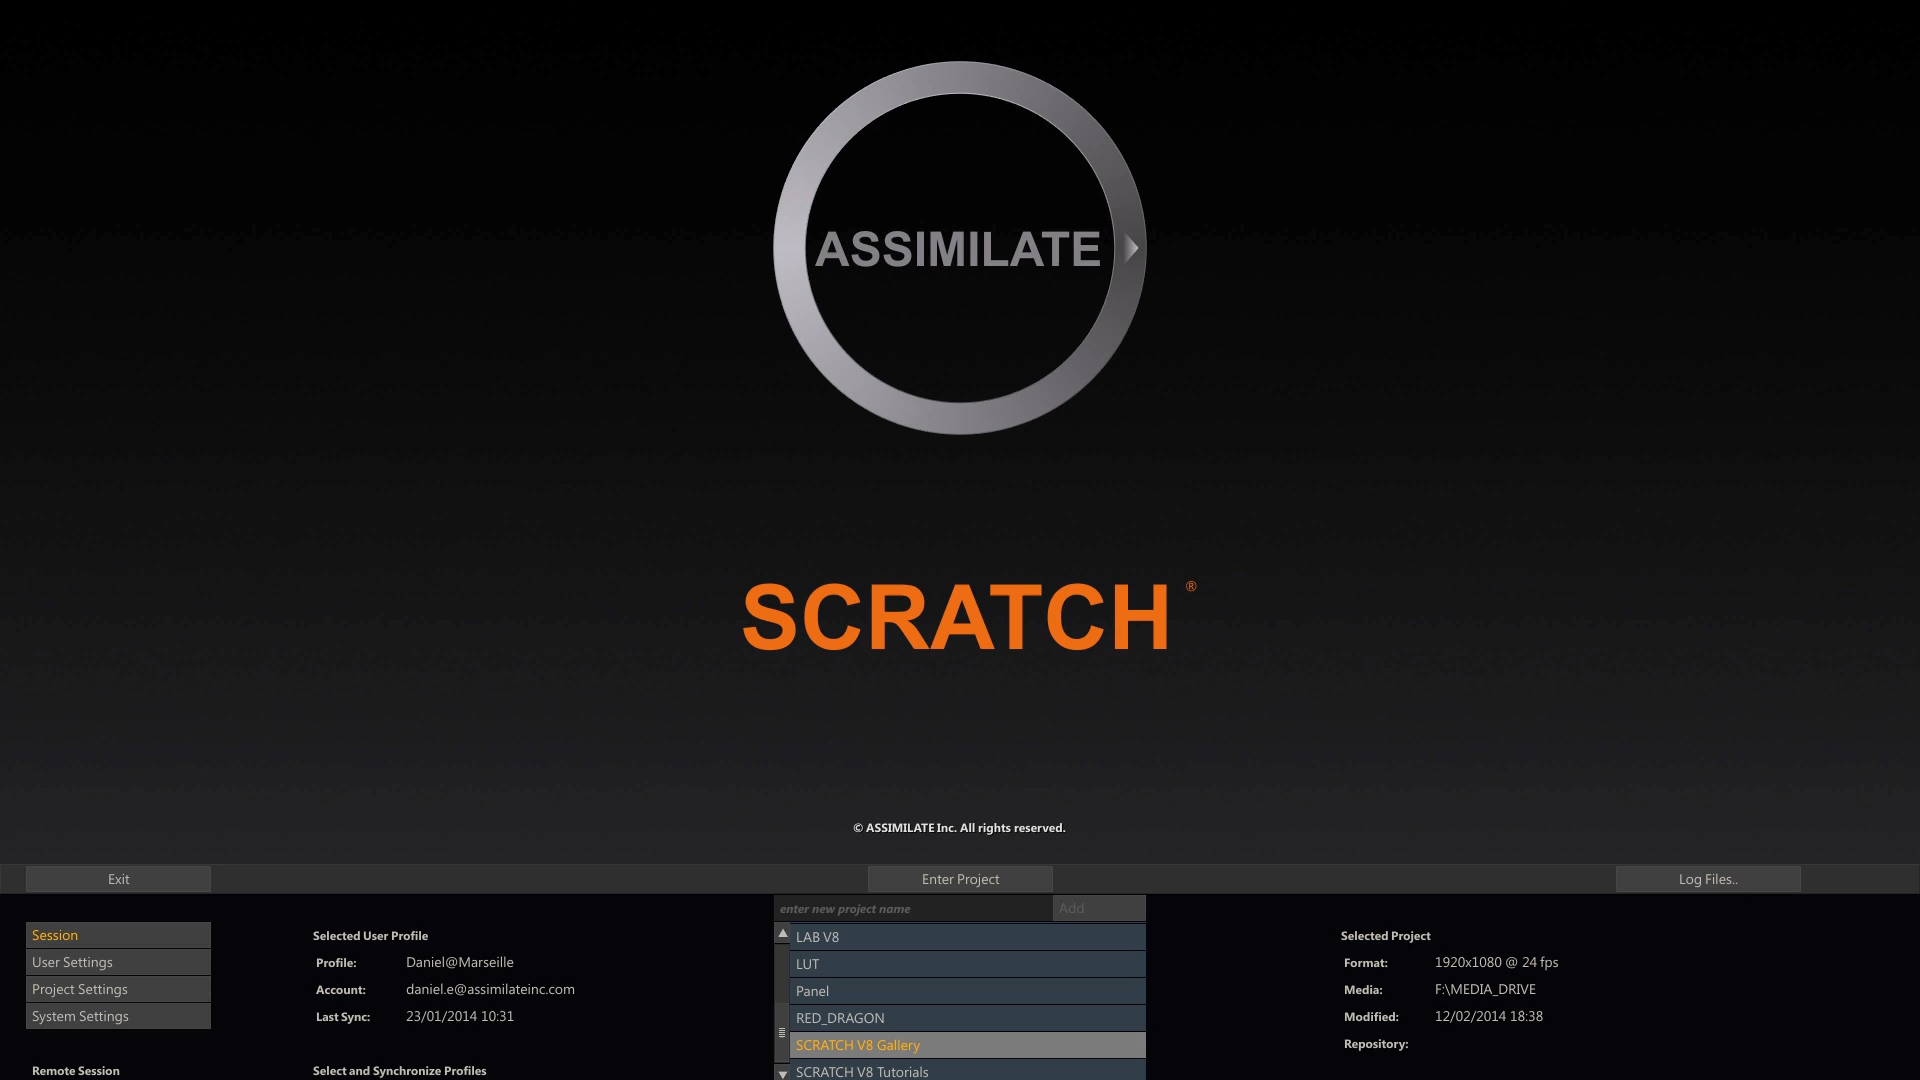 ASSIMILATE
SCRATCH ®
© ASSIMILATE Inc. All rights reserved.
Exit
Enter Project
Log Files..
Session
User Settings
Project Settings
System Settings
Remote Session
Selected User Profile
Profile: Daniel@Marseille
Account: daniel.e@assimilateinc.com
Last Sync: 23/01/2014 10:31
Select and Synchronize Profiles
enter new project name
Add
LAB V8
LUT
Panel
RED_DRAGON
SCRATCH V8 Gallery
SCRATCH V8 Tutorials
Selected Project
Format: 1920x1080 @ 24 fps
Media: F:\MEDIA_DRIVE
Modified: 12/02/2014 18:38
Repository: